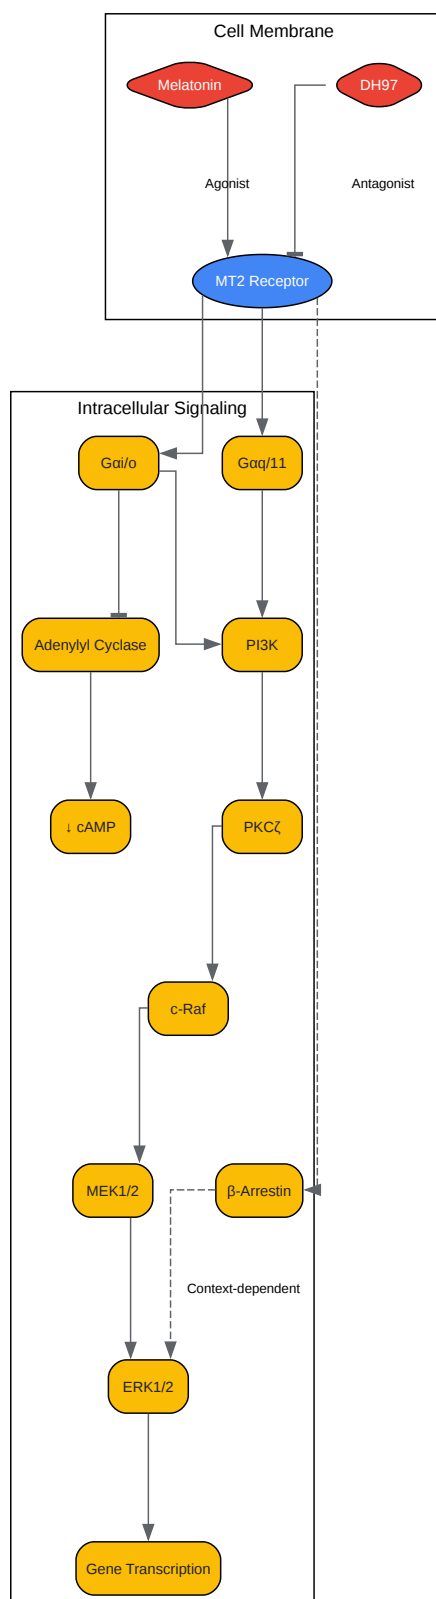 Cell Membrane
Melatonin
DH97
Agonist
Antagonist
MT2 Receptor
Intracellular Signaling
Gαi/o
Gαq/11
Adenylyl Cyclase
PI3K
↓ cAMP
PKCζ
c-Raf
MEK1/2
β-Arrestin
Context-dependent
ERK1/2
Gene Transcription